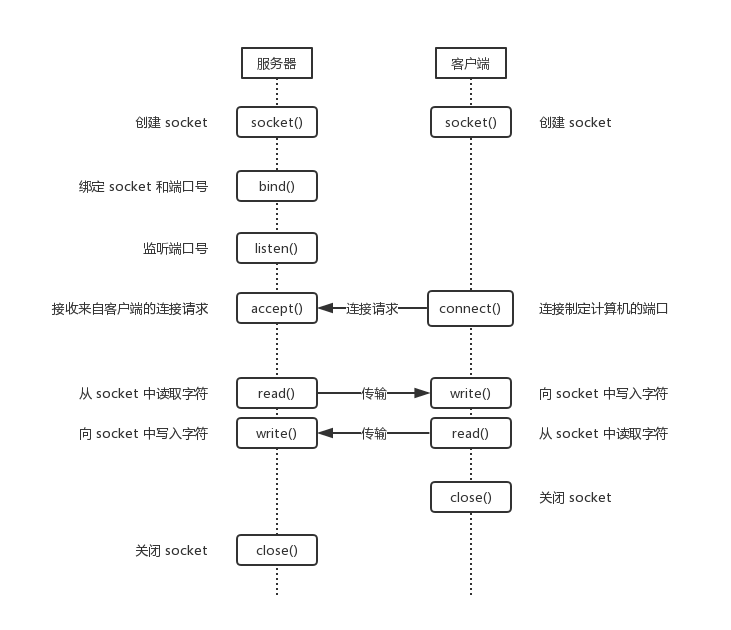 服务器
客户端
创建 socket
socket()
socket()
创建 socket
绑定 socket 和端口号
bind()
监听端口号
listen()
接收来自客户端的连接请求
accept()
连接请求
connect()
连接制定计算机的端口
从 socket 中读取字符
read()
传输
write()
向 socket 中写入字符
向 socket 中写入字符
write()
传输
read()
从 socket 中读取字符
close()
关闭 socket
关闭 socket
close()